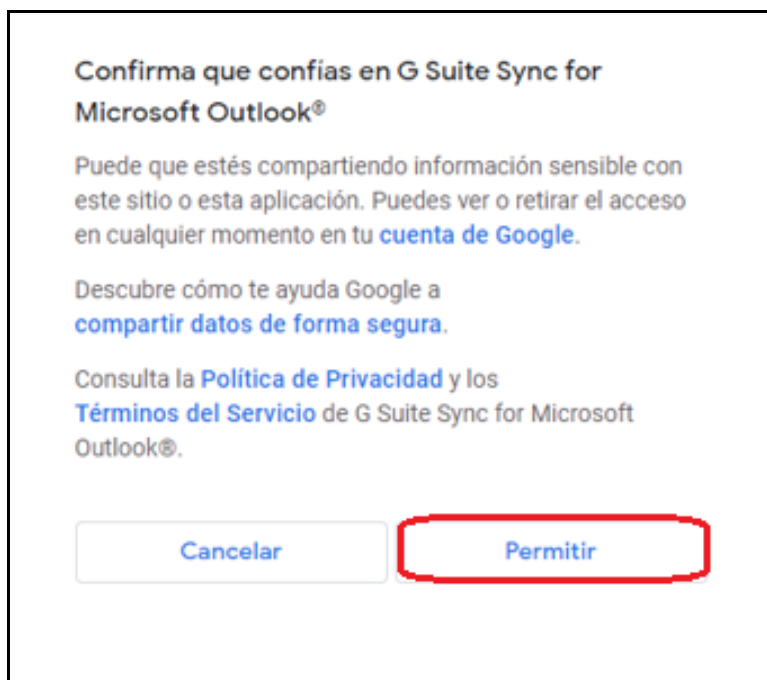 Confirma que confías en G Suite Sync for
Microsoft Outlook®
Puede que estés compartiendo información sensible con
este sitio o esta aplicación. Puedes ver o retirar el acceso
en cualquier momento en tu cuenta de Google.
Descubre cómo te ayuda Google a
compartir datos de forma segura.
Consulta la Política de Privacidad y los
Términos del Servicio de G Suite Sync for Microsoft
Outlook®.
Cancelar Permitir